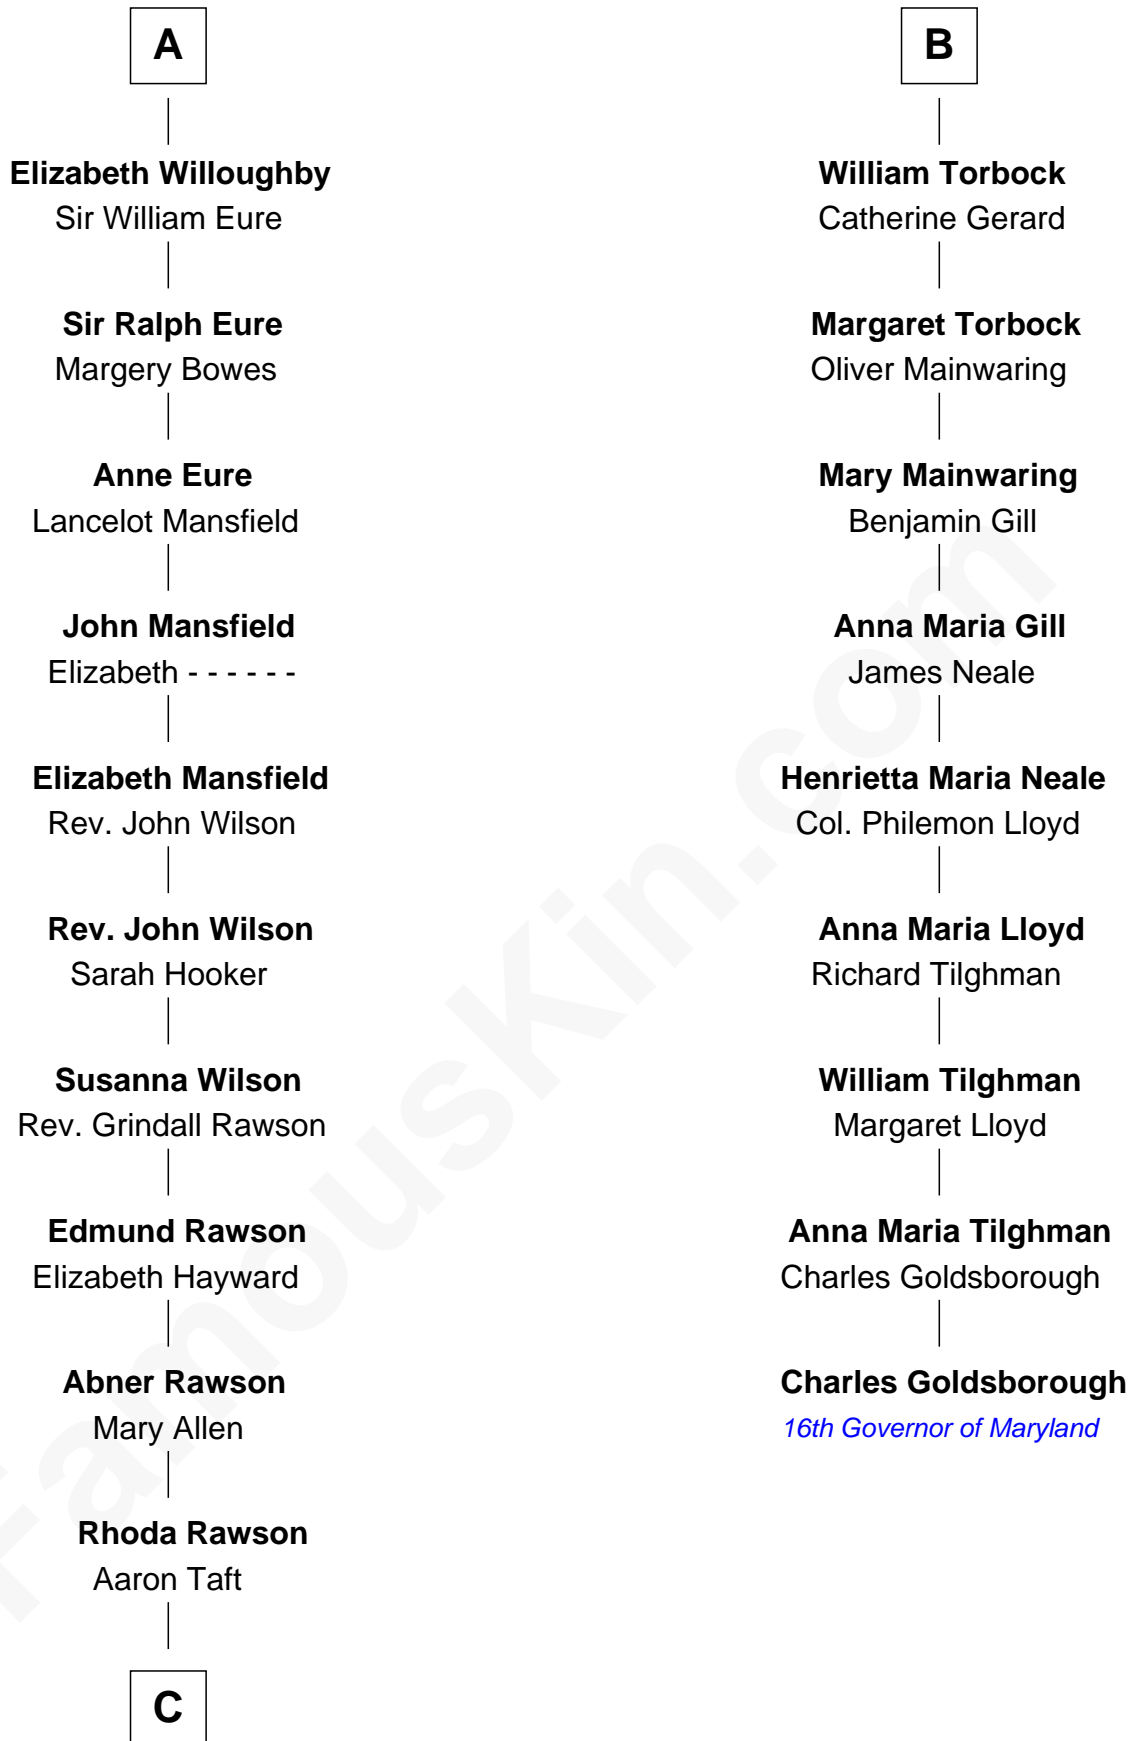 A
Elizabeth Willoughby
Sir William Eure
Sir Ralph Eure
Margery Bowes
Anne Eure
Lancelot Mansfield
John Mansfield
Elizabeth - - - - - -
Elizabeth Mansfield
Rev. John Wilson
Rev. John Wilson
Sarah Hooker
Susanna Wilson
Rev. Grindall Rawson
Edmund Rawson
Elizabeth Hayward
Abner Rawson
Mary Allen
Rhoda Rawson
Aaron Taft
C
B
William Torbock
Catherine Gerard
Margaret Torbock
Oliver Mainwaring
Mary Mainwaring
Benjamin Gill
Anna Maria Gill
James Neale
Henrietta Maria Neale
Col. Philemon Lloyd
Anna Maria Lloyd
Richard Tilghman
William Tilghman
Margaret Lloyd
Anna Maria Tilghman
Charles Goldsborough
Charles Goldsborough
16th Governor of Maryland
FamousKin.com